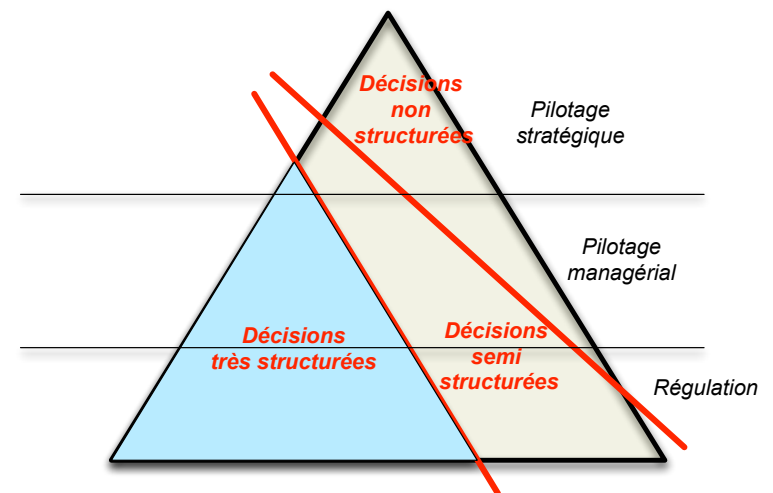 Décisions
non
structurées
Pilotage
stratégique
Pilotage
managérial
Décisions
très structurées
Décisions
semi
structurées
Régulation